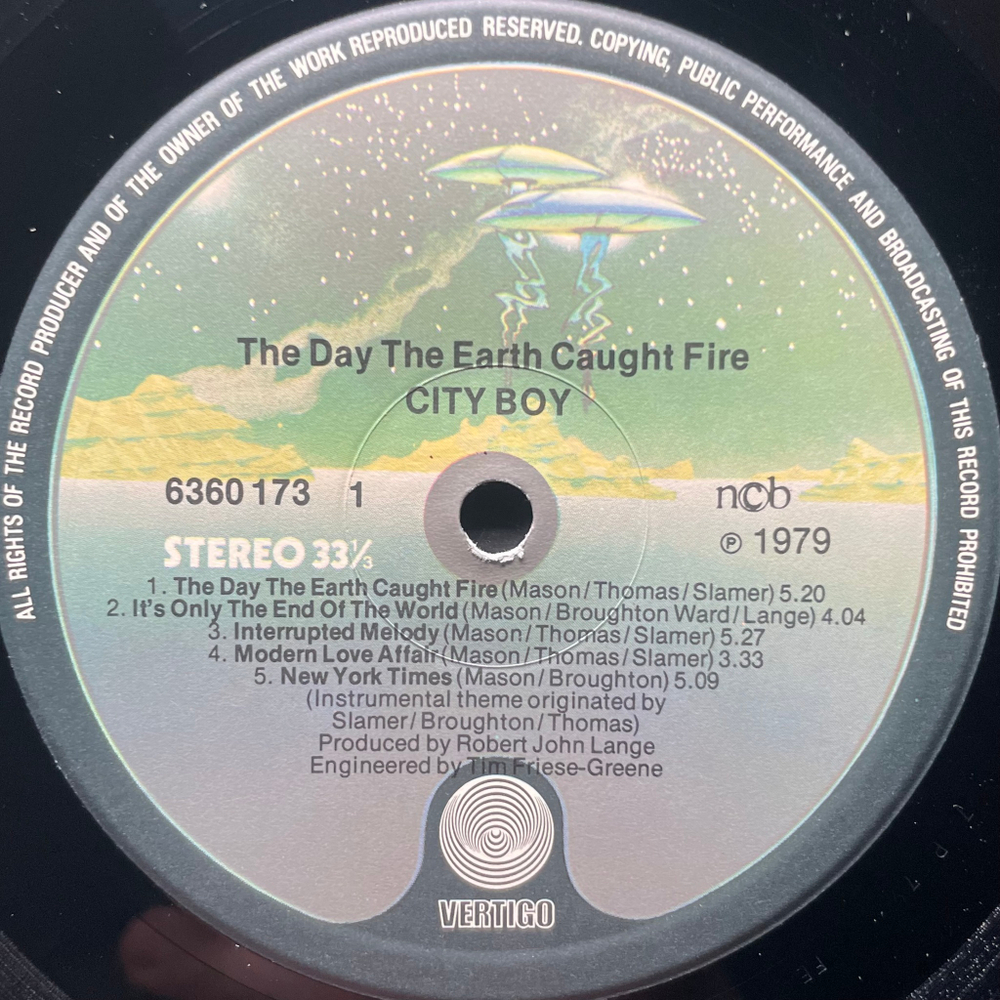 ALL RIGHTS OF THE RECORD PRODUCER AND OF THE OWNER OF THE WORK REPRODUCED RESERVED. COPYING, PUBLIC PERFORMANCE AND BROADCASTING OF THIS RECORD PROHIBITED
The Day The Earth Caught Fire
CITY BOY
6360 173 1
ncb
STEREO 33⅓
℗ 1979
1. The Day The Earth Caught Fire (Mason/Thomas/Slamer) 5.20
2. It's Only The End Of The World (Mason/Broughton Ward/Lange) 4.04
3. Interrupted Melody (Mason/Thomas/Slamer) 5.27
4. Modern Love Affair (Mason/Thomas/Slamer) 3.33
5. New York Times (Mason/Broughton) 5.09
(Instrumental theme originated by
Slamer/Broughton/Thomas)
Produced by Robert John Lange
Engineered by Tim Friese-Greene
VERTIGO